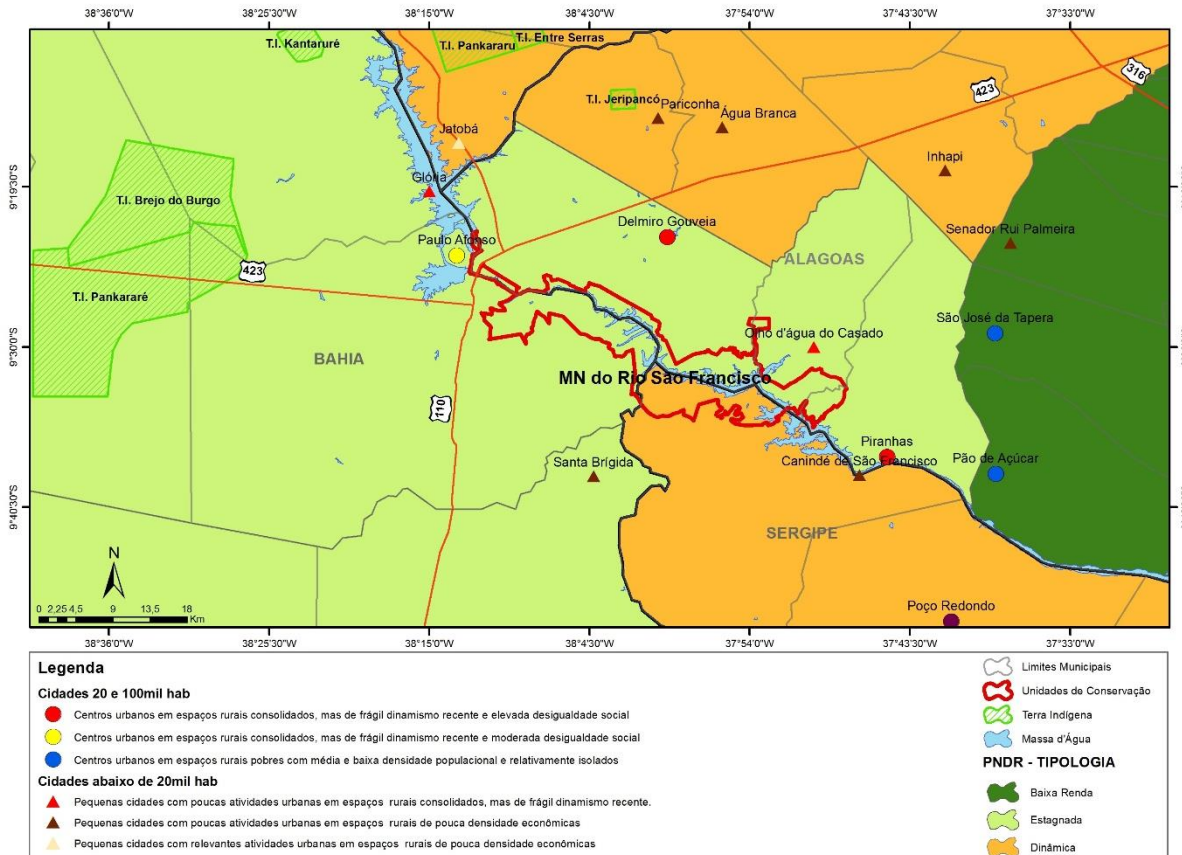 38°36'0"W 38°25'30"W 38°15'0"W 38°4'30"W 37°54'0"W 37°43'30"W 37°33'0"W
T.I. Kantaruré
T.I. Pankararu
T.I. Entre Serras
316
423
T.I. Jeripancó
Pariconha
Água Branca
Jatobá
Inhapi
Glória
9°19'30"S
T.I. Brejo do Burgo
Delmiro Gouveia
Senador Rui Palmeira
Paulo Afonso
ALAGOAS
423
T.I. Pankararé
São José da Tapera
Olho d'água do Casado
9°30'0"S
BAHIA
MN do Rio São Francisco
110
Piranhas
Santa Brígida
Canindé de São Francisco
Pão de Açúcar
9°40'30"S
SERGIPE
N
Poço Redondo
0 2,25 4,5 9 13,5 18
Km
38°36'0"W 38°25'30"W 38°15'0"W 38°4'30"W 37°54'0"W 37°43'30"W 37°33'0"W
Legenda
Cidades 20 e 100mil hab
Centros urbanos em espaços rurais consolidados, mas de frágil dinamismo recente e elevada desigualdade social
Centros urbanos em espaços rurais consolidados, mas de frágil dinamismo recente e moderada desigualdade social
Centros urbanos em espaços rurais pobres com média e baixa densidade populacional e relativamente isolados
Cidades abaixo de 20mil hab
Pequenas cidades com poucas atividades urbanas em espaços rurais consolidados, mas de frágil dinamismo recente.
Pequenas cidades com poucas atividades urbanas em espaços rurais de pouca densidade econômicas
Pequenas cidades com relevantes atividades urbanas em espaços rurais de pouca densidade econômicas
Limites Municipais
Unidades de Conservação
Terra Indígena
Massa d'Água
PNDR - TIPOLOGIA
Baixa Renda
Estagnada
Dinâmica